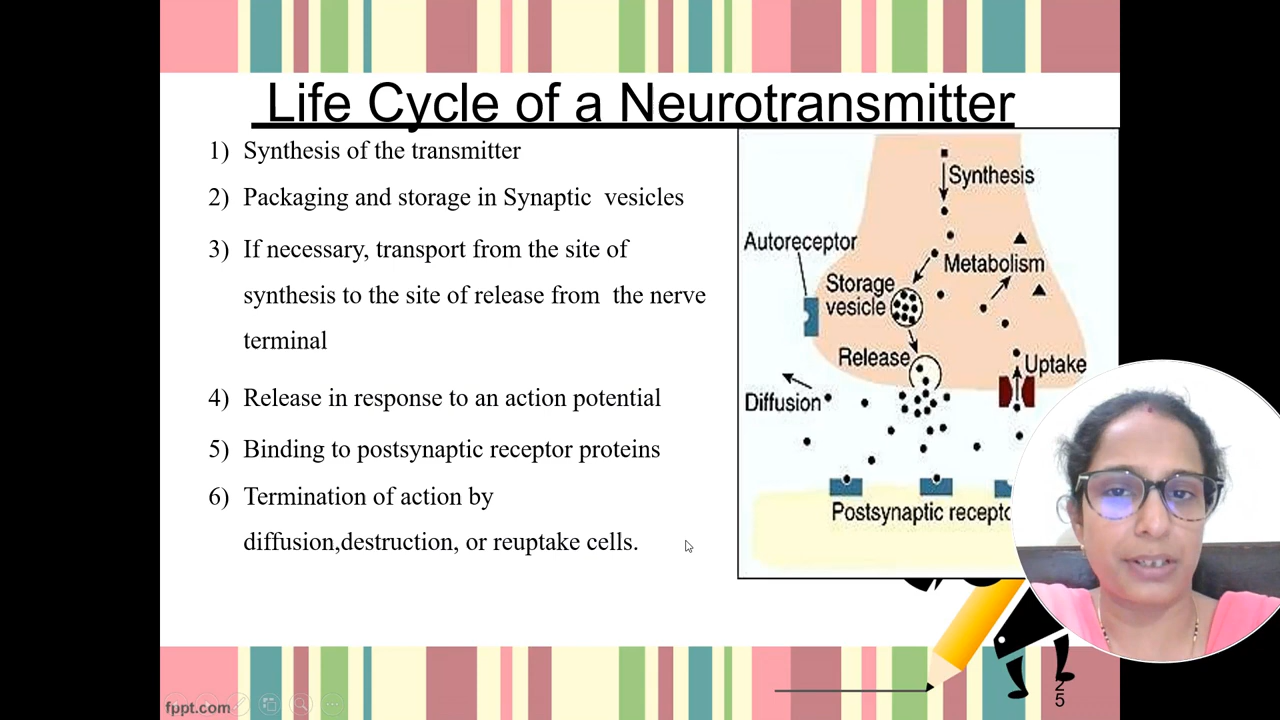 Life Cycle of a Neurotransmitter
1) Synthesis of the transmitter
2) Packaging and storage in Synaptic vesicles
3) If necessary, transport from the site of
synthesis to the site of release from the nerve
terminal
4) Release in response to an action potential
5) Binding to postsynaptic receptor proteins
6) Termination of action by
diffusion,destruction, or reuptake cells.
Synthesis
Autoreceptor
Metabolism
Storage
vesicle
Release
Uptake
Diffusion
Postsynaptic recepto
fppt.com
2
5